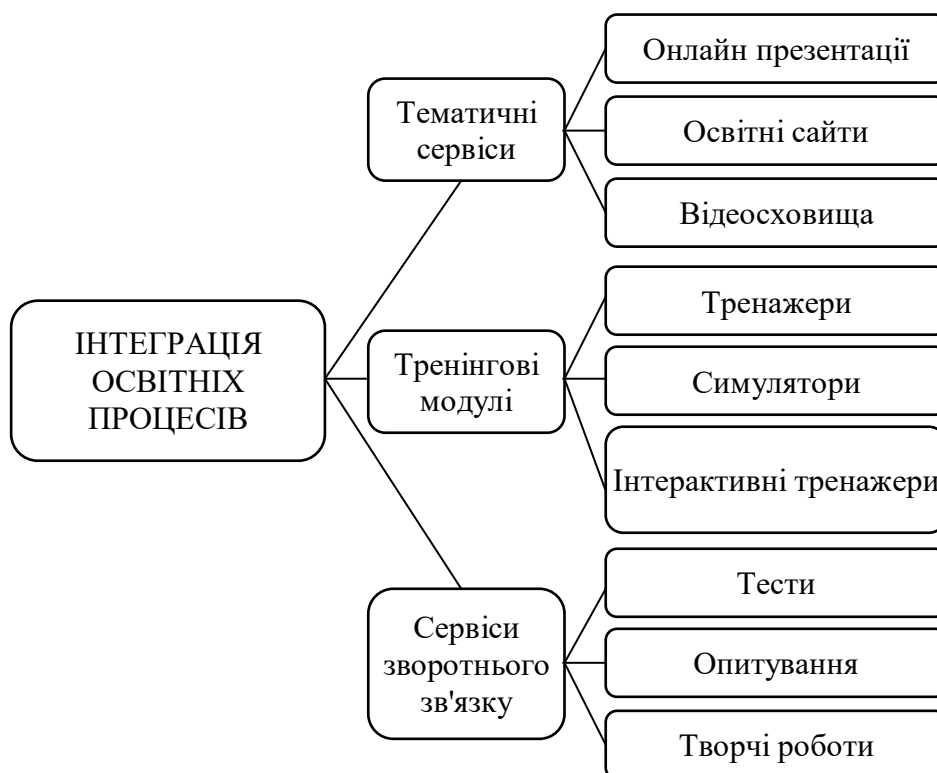 ІНТЕГРАЦІЯ
ОСВІТНІХ
ПРОЦЕСІВ
Тематичні
сервіси
Онлайн презентації
Освітні сайти
Відеосховища
Тренінгові
модулі
Тренажери
Симулятори
Інтерактивні тренажери
Сервіси
зворотнього
зв'язку
Тести
Опитування
Творчі роботи